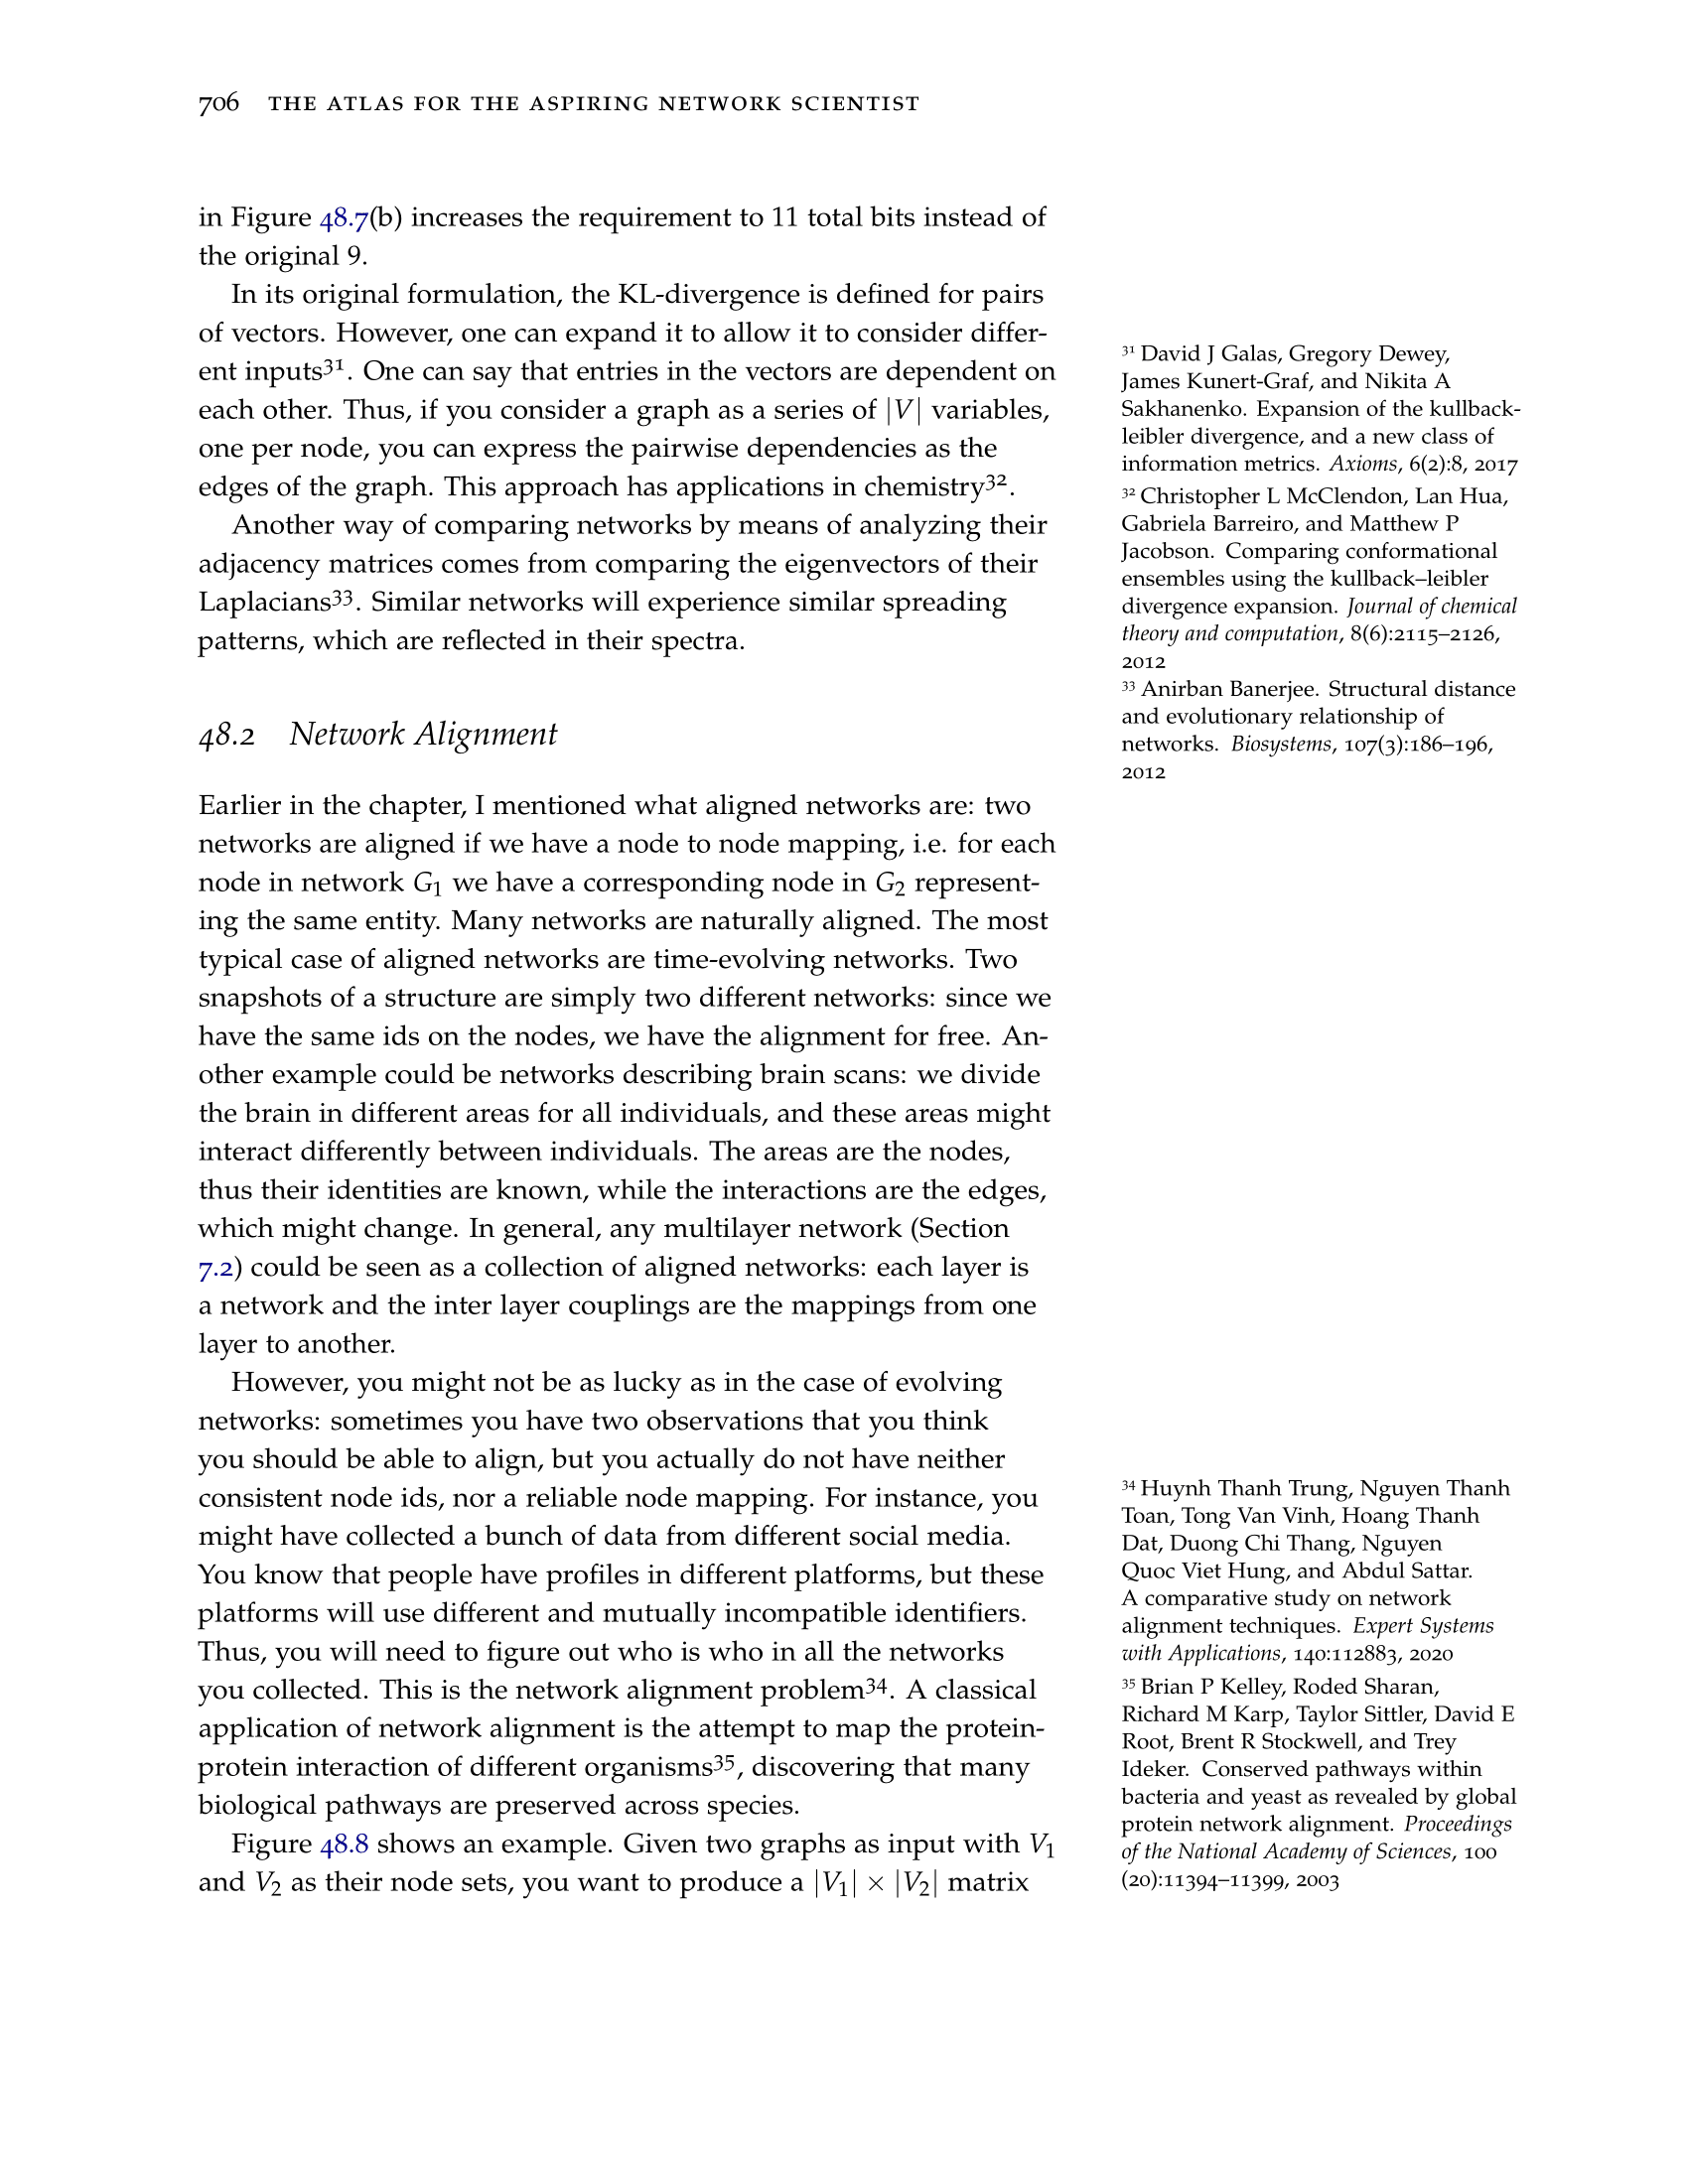 706 THE ATLAS FOR THE ASPIRING NETWORK SCIENTIST
in Figure 48.7(b) increases the requirement to 11 total bits instead of
the original 9.
In its original formulation, the KL-divergence is defined for pairs
of vectors. However, one can expand it to allow it to consider differ-
ent inputs³¹. One can say that entries in the vectors are dependent on
each other. Thus, if you consider a graph as a series of |V| variables,
one per node, you can express the pairwise dependencies as the
edges of the graph. This approach has applications in chemistry³².
Another way of comparing networks by means of analyzing their
adjacency matrices comes from comparing the eigenvectors of their
Laplacians³³. Similar networks will experience similar spreading
patterns, which are reflected in their spectra.
48.2 Network Alignment
Earlier in the chapter, I mentioned what aligned networks are: two
networks are aligned if we have a node to node mapping, i.e. for each
node in network G₁ we have a corresponding node in G₂ represent-
ing the same entity. Many networks are naturally aligned. The most
typical case of aligned networks are time-evolving networks. Two
snapshots of a structure are simply two different networks: since we
have the same ids on the nodes, we have the alignment for free. An-
other example could be networks describing brain scans: we divide
the brain in different areas for all individuals, and these areas might
interact differently between individuals. The areas are the nodes,
thus their identities are known, while the interactions are the edges,
which might change. In general, any multilayer network (Section
7.2) could be seen as a collection of aligned networks: each layer is
a network and the inter layer couplings are the mappings from one
layer to another.
However, you might not be as lucky as in the case of evolving
networks: sometimes you have two observations that you think
you should be able to align, but you actually do not have neither
consistent node ids, nor a reliable node mapping. For instance, you
might have collected a bunch of data from different social media.
You know that people have profiles in different platforms, but these
platforms will use different and mutually incompatible identifiers.
Thus, you will need to figure out who is who in all the networks
you collected. This is the network alignment problem³⁴. A classical
application of network alignment is the attempt to map the protein-
protein interaction of different organisms³⁵, discovering that many
biological pathways are preserved across species.
Figure 48.8 shows an example. Given two graphs as input with V₁
and V₂ as their node sets, you want to produce a |V₁| × |V₂| matrix
³¹ David J Galas, Gregory Dewey,
James Kunert-Graf, and Nikita A
Sakhanenko. Expansion of the kullback-
leibler divergence, and a new class of
information metrics. Axioms, 6(2):8, 2017
³² Christopher L McClendon, Lan Hua,
Gabriela Barreiro, and Matthew P
Jacobson. Comparing conformational
ensembles using the kullback–leibler
divergence expansion. Journal of chemical
theory and computation, 8(6):2115–2126,
2012
³³ Anirban Banerjee. Structural distance
and evolutionary relationship of
networks. Biosystems, 107(3):186–196,
2012
³⁴ Huynh Thanh Trung, Nguyen Thanh
Toan, Tong Van Vinh, Hoang Thanh
Dat, Duong Chi Thang, Nguyen
Quoc Viet Hung, and Abdul Sattar.
A comparative study on network
alignment techniques. Expert Systems
with Applications, 140:112883, 2020
³⁵ Brian P Kelley, Roded Sharan,
Richard M Karp, Taylor Sittler, David E
Root, Brent R Stockwell, and Trey
Ideker. Conserved pathways within
bacteria and yeast as revealed by global
protein network alignment. Proceedings
of the National Academy of Sciences, 100
(20):11394–11399, 2003